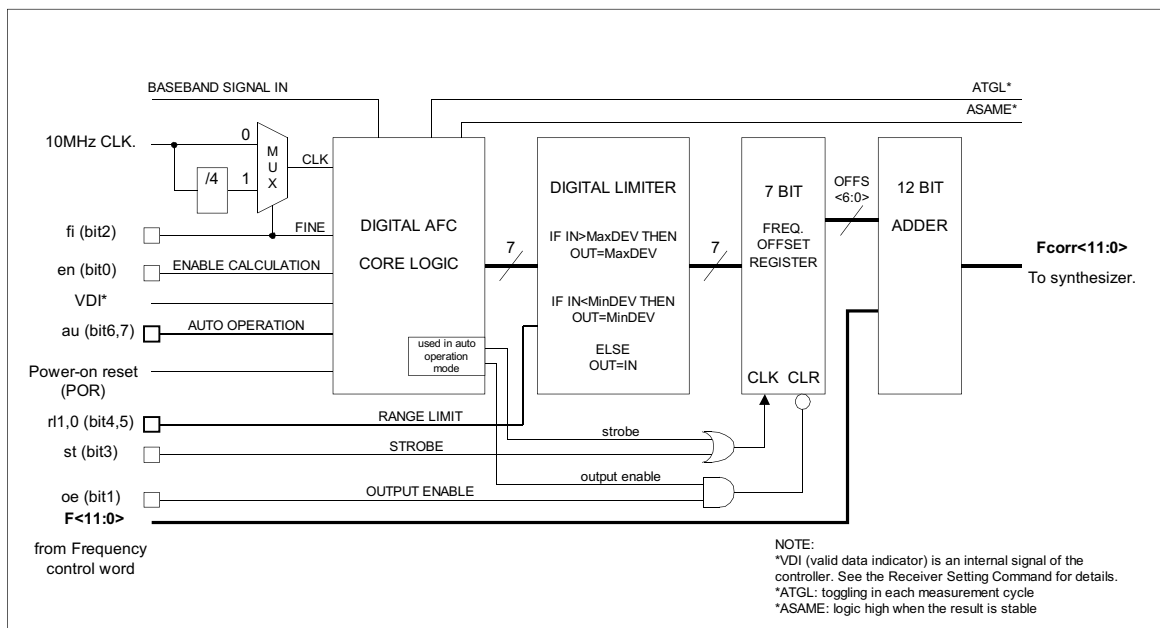 BASEBAND SIGNAL IN
ATGL*
ASAME*
10MHz CLK.
0
1
/4
M
U
X
CLK
fi (bit2)
FINE
en (bit0)
ENABLE CALCULATION
VDI*
au (bit6,7)
AUTO OPERATION
Power-on reset
(POR)
rl1,0 (bit4,5)
RANGE LIMIT
st (bit3)
STROBE
oe (bit1)
OUTPUT ENABLE
F<11:0>
from Frequency
control word
DIGITAL AFC
CORE LOGIC
used in auto
operation
mode
7
DIGITAL LIMITER
IF IN>MaxDEV THEN
OUT=MaxDEV
IF IN<MinDEV THEN
OUT=MinDEV
ELSE
OUT=IN
7
strobe
output enable
7 BIT
FREQ.
OFFSET
REGISTER
CLK CLR
OFFS
<6:0>
12 BIT
ADDER
Fcorr<11:0>
To synthesizer.
NOTE:
*VDI (valid data indicator) is an internal signal of the
controller. See the Receiver Setting Command for details.
*ATGL: toggling in each measurement cycle
*ASAME: logic high when the result is stable